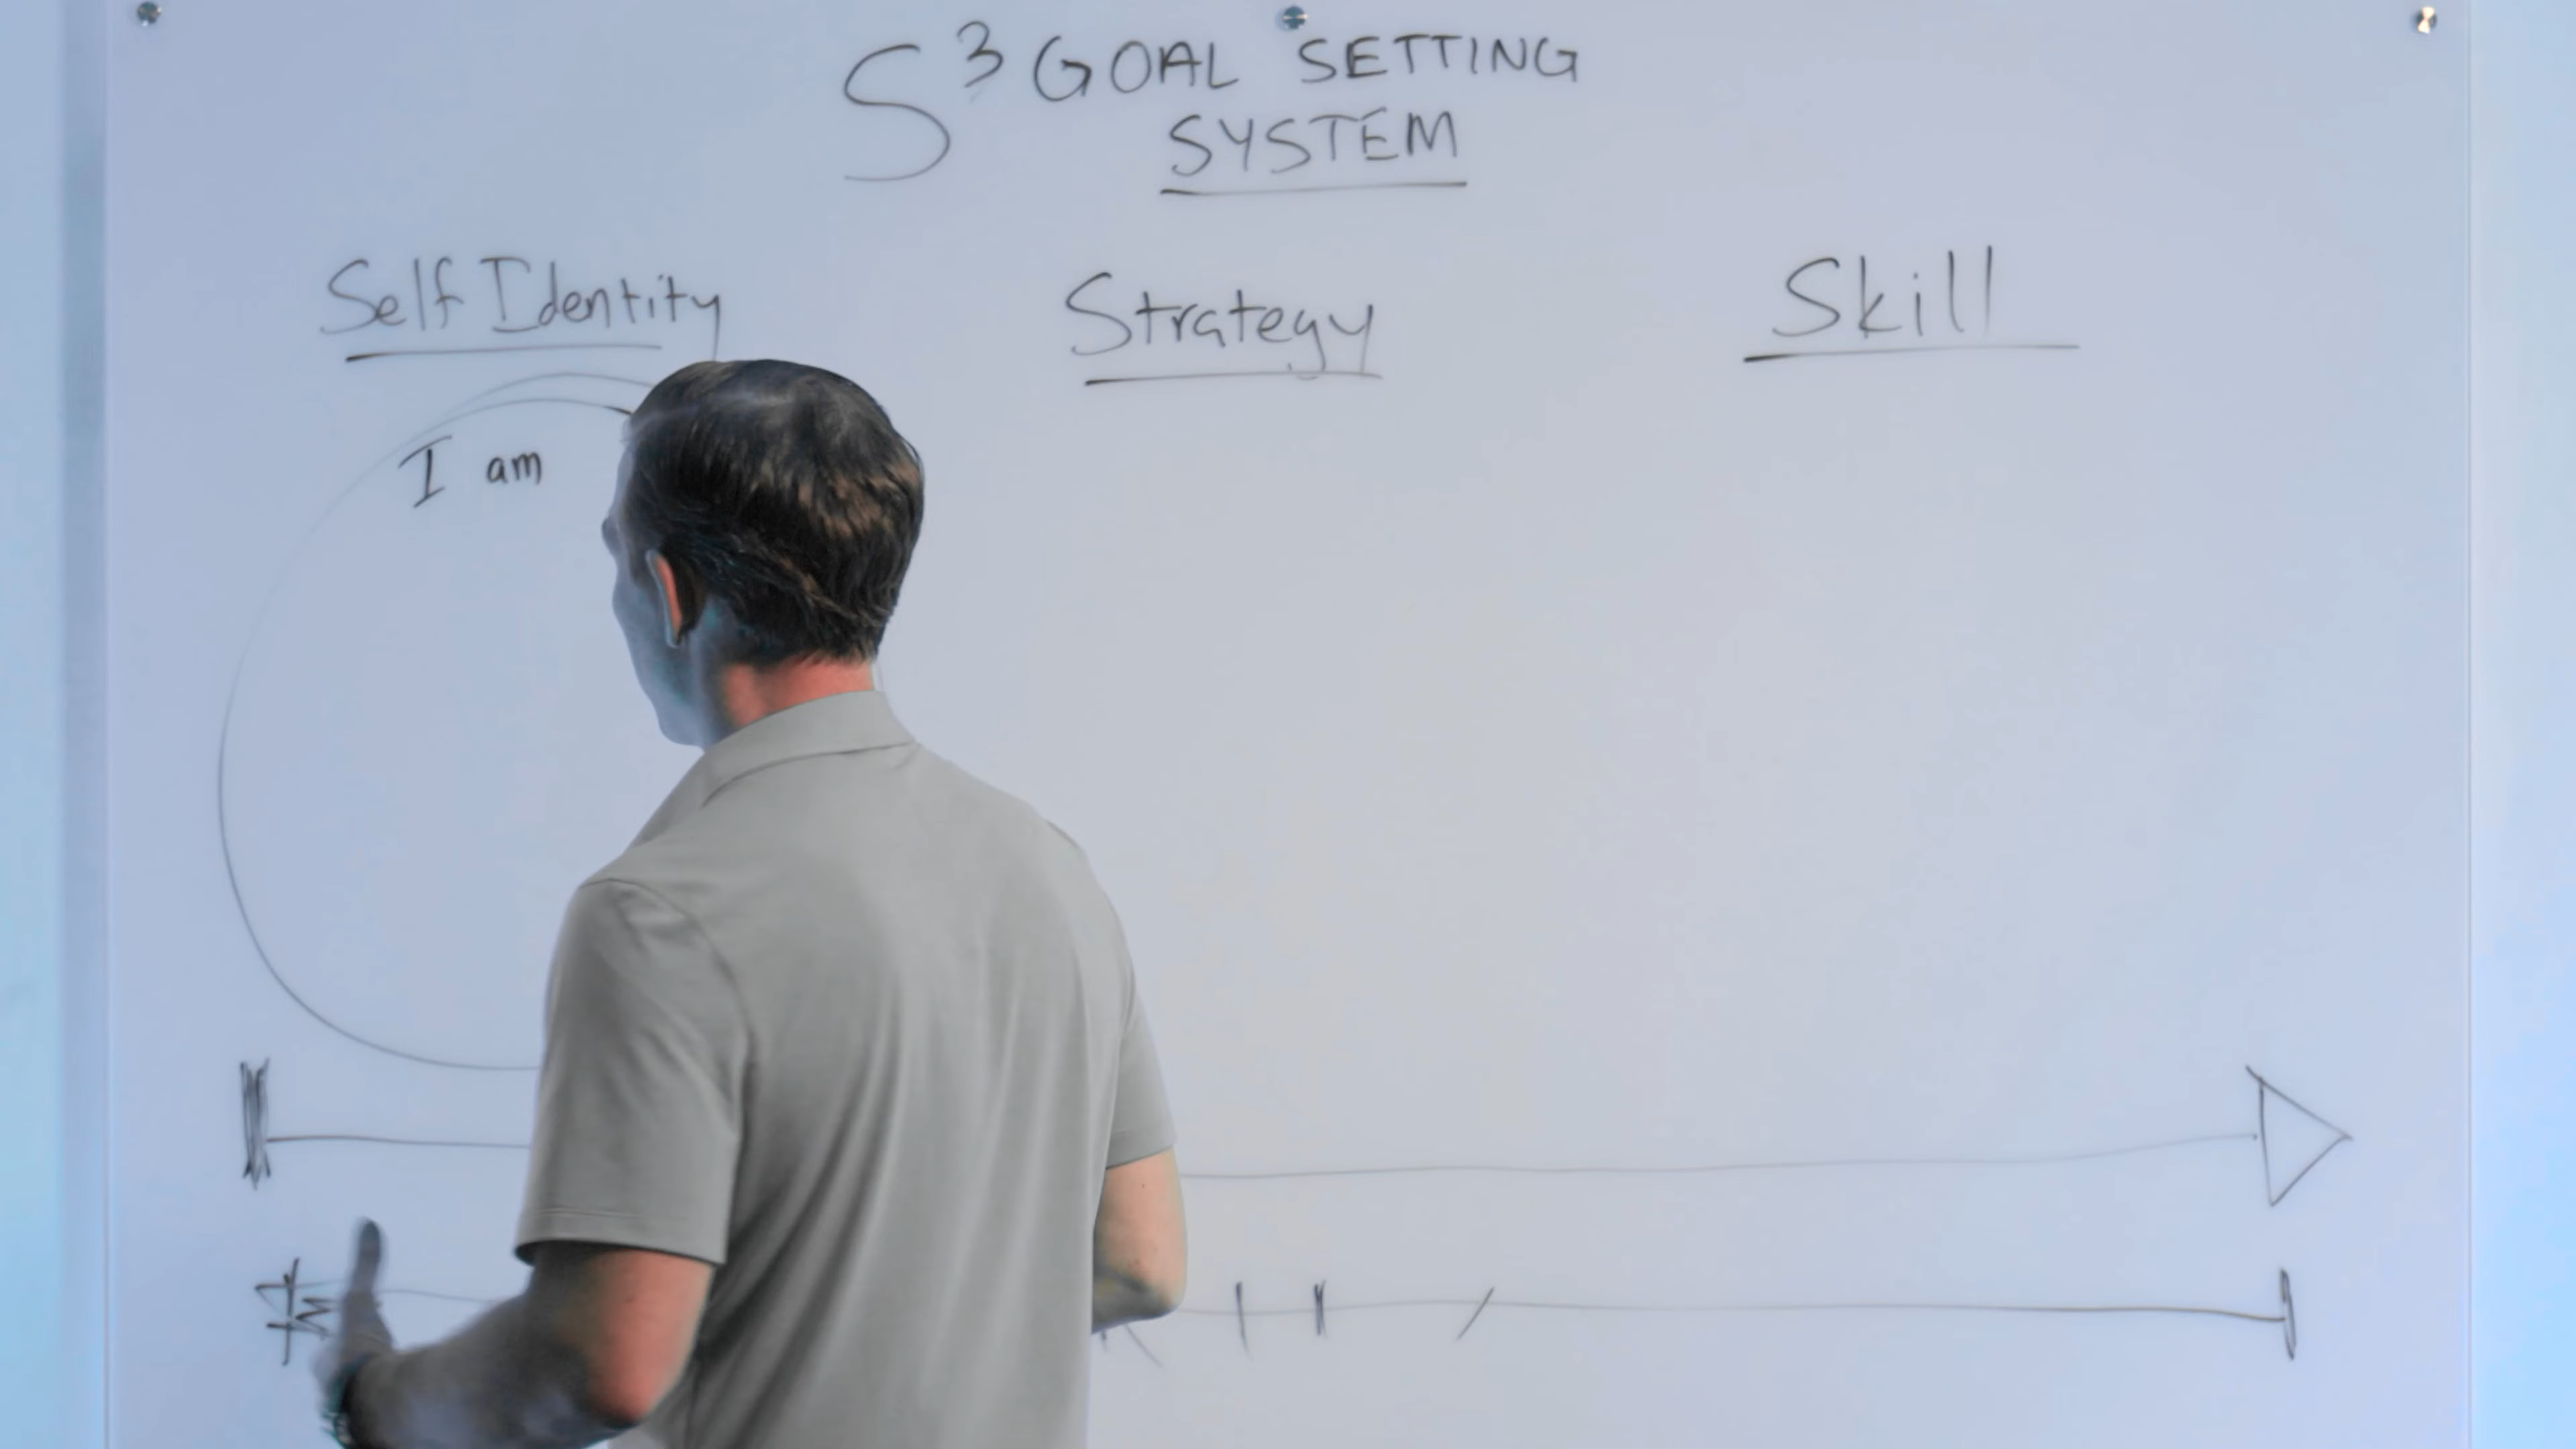 S³ GOAL SETTING
SYSTEM
Self Identity
Strategy
Skill
I am